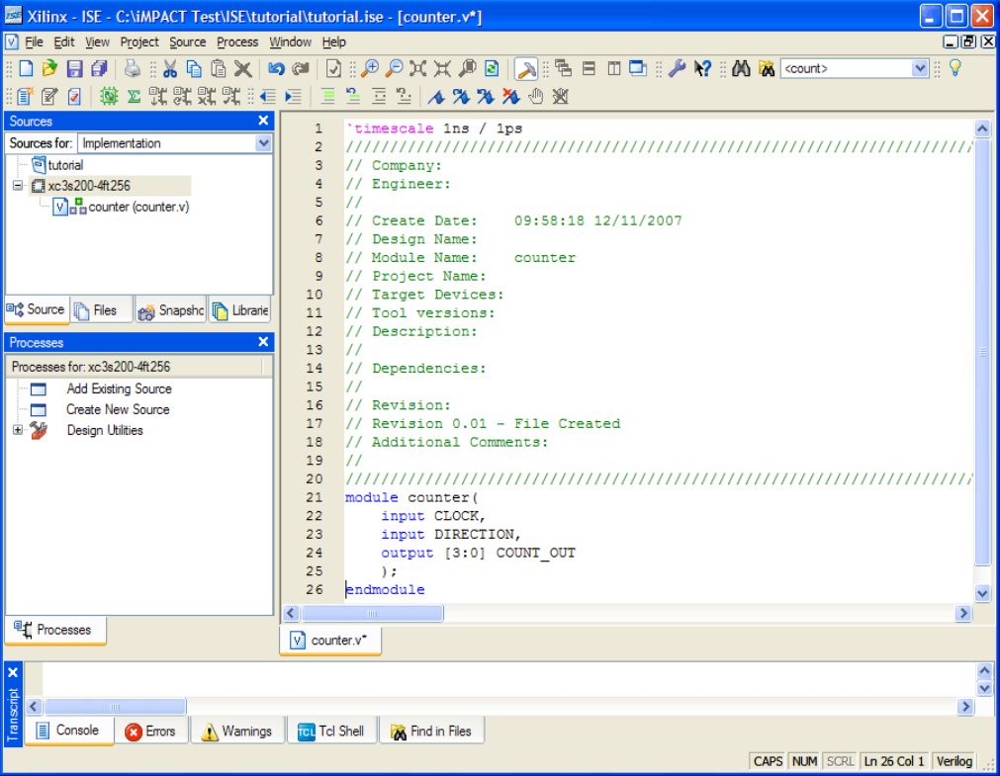 Xilinx - ISE - C:\iMPACT Test\ISE\tutorial\tutorial.ise - [counter.v*]
File Edit View Project Source Process Window Help
<count>
Sources
Sources for: Implementation
tutorial
xc3s200-4ft256
counter (counter.v)
Source Files Snapshc Librarie
Processes
Processes for: xc3s200-4ft256
Add Existing Source
Create New Source
Design Utilities
Processes
1 `timescale 1ns / 1ps
2 ////////////////////////////////////////////////////////////////////////
3 // Company:
4 // Engineer:
5 //
6 // Create Date:    09:58:18 12/11/2007
7 // Design Name:
8 // Module Name:    counter
9 // Project Name:
10 // Target Devices:
11 // Tool versions:
12 // Description:
13 //
14 // Dependencies:
15 //
16 // Revision:
17 // Revision 0.01 - File Created
18 // Additional Comments:
19 //
20 ////////////////////////////////////////////////////////////////////////
21 module counter(
22     input CLOCK,
23     input DIRECTION,
24     output [3:0] COUNT_OUT
25     );
26 endmodule
counter.v*
Transcript
Console Errors Warnings TCL Tcl Shell Find in Files
CAPS NUM SCRL Ln 26 Col 1 Verilog